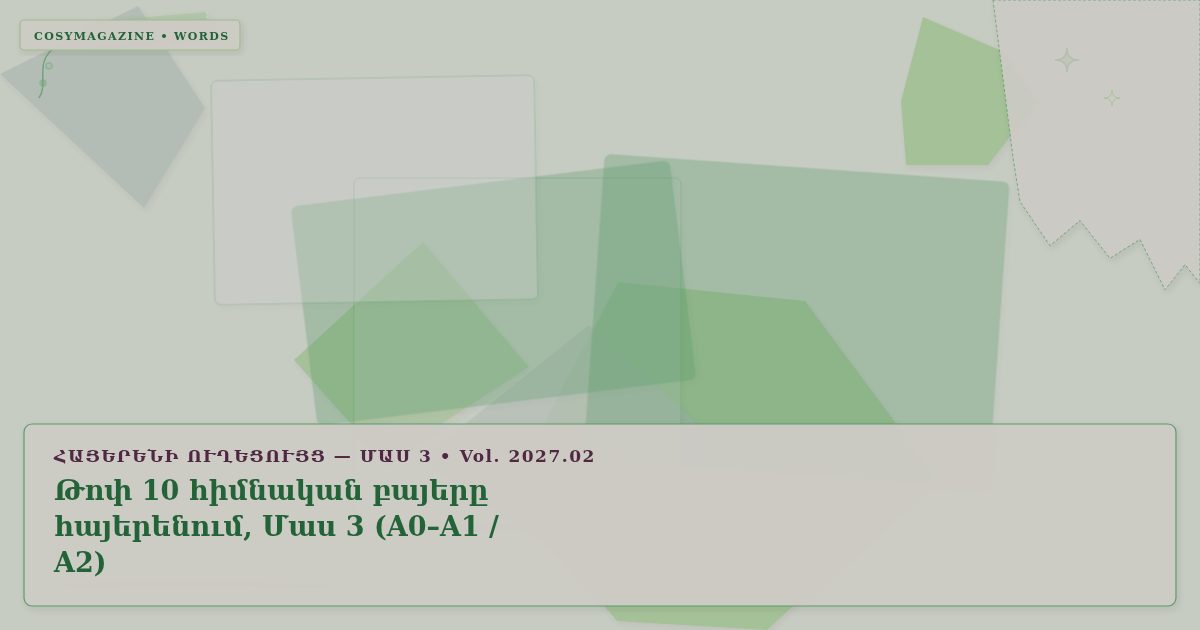 COSYMAGAZINE • WORDS
ՀԱՅԵՐԵՆԻ ՈՒՂԵՑՈՒՅՑ — ՄԱՍ 3 • Vol. 2027.02
Թոփ 10 հիմնական բայերը
հայերենում, Մաս 3 (A0–A1 /
A2)